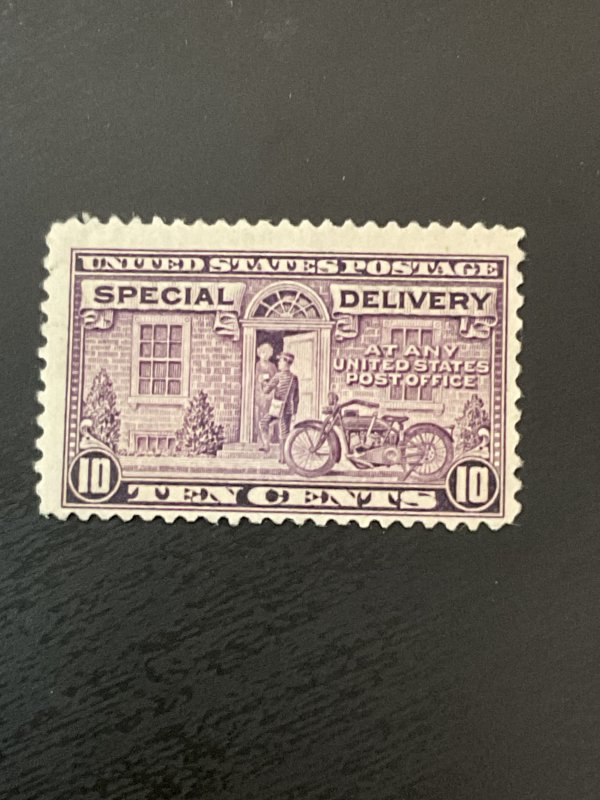 UNITED STATES POSTAGE
SPECIAL DELIVERY
AT ANY
UNITED STATES
POST OFFICE
10 TEN CENTS 10